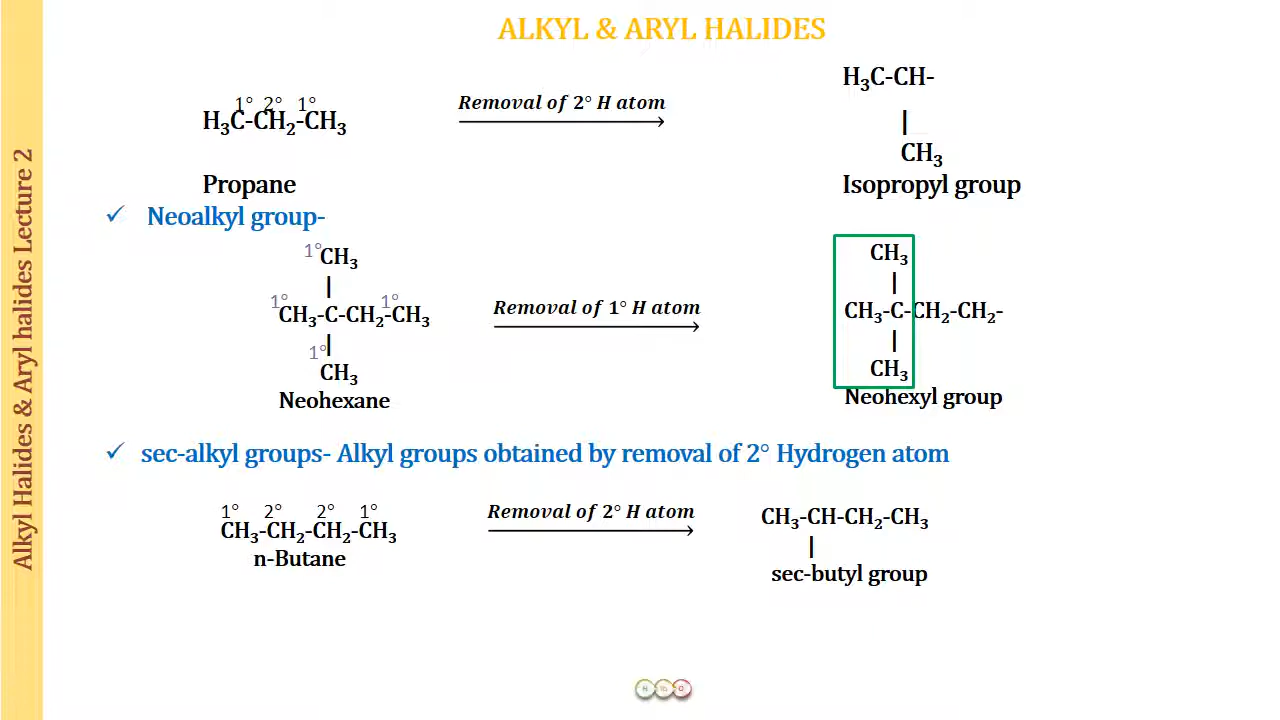 ALKYL & ARYL HALIDES
Alkyl Halides & Aryl halides Lecture 2
1° 2° 1°
H₃C-CH₂-CH₃
Removal of 2° H atom
H₃C-CH-
|
CH₃
Propane
Isopropyl group
✓ Neoalkyl group-
1°
CH₃
|
1° 1°
CH₃-C-CH₂-CH₃
|
1°
CH₃
Neohexane
Removal of 1° H atom
CH₃
|
CH₃-C-CH₂-CH₂-
|
CH₃
Neohexyl group
✓ sec-alkyl groups- Alkyl groups obtained by removal of 2° Hydrogen atom
1° 2° 2° 1°
CH₃-CH₂-CH₂-CH₃
n-Butane
Removal of 2° H atom
CH₃-CH-CH₂-CH₃
|
sec-butyl group